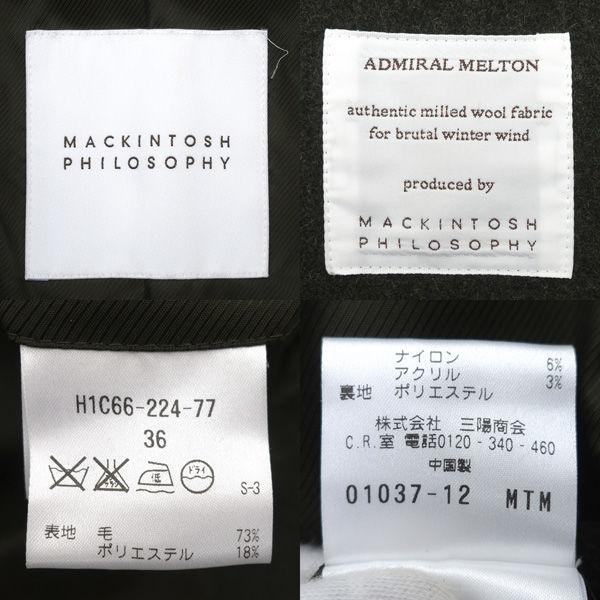 MACKINTOSH
PHILOSOPHY
ADMIRAL MELTON
authentic milled wool fabric
for brutal winter wind
produced by
MACKINTOSH
PHILOSOPHY
H1C66-224-77
36
ドライ
S-3
表地 毛 73%
ポリエステル 18%
ナイロン 6%
アクリル 3%
裏地 ポリエステル
株式会社 三陽商会
C.R.室 電話0120-340-460
中国製
01037-12 MTM